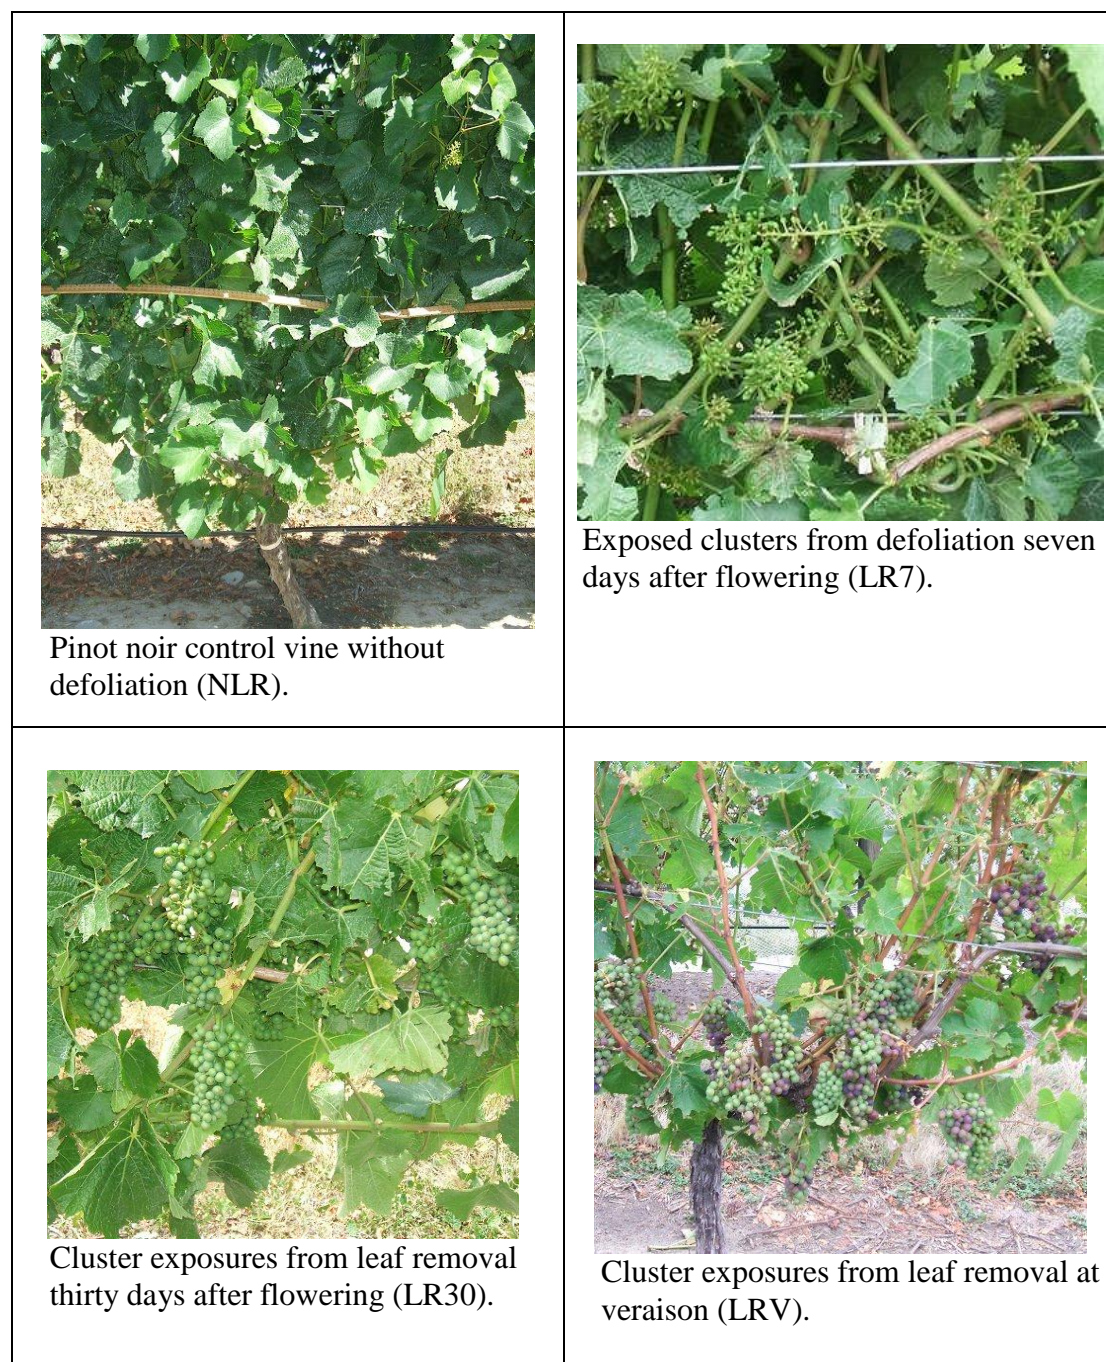 Pinot noir control vine without
defoliation (NLR).
Exposed clusters from defoliation seven
days after flowering (LR7).
Cluster exposures from leaf removal
thirty days after flowering (LR30).
Cluster exposures from leaf removal at
veraison (LRV).